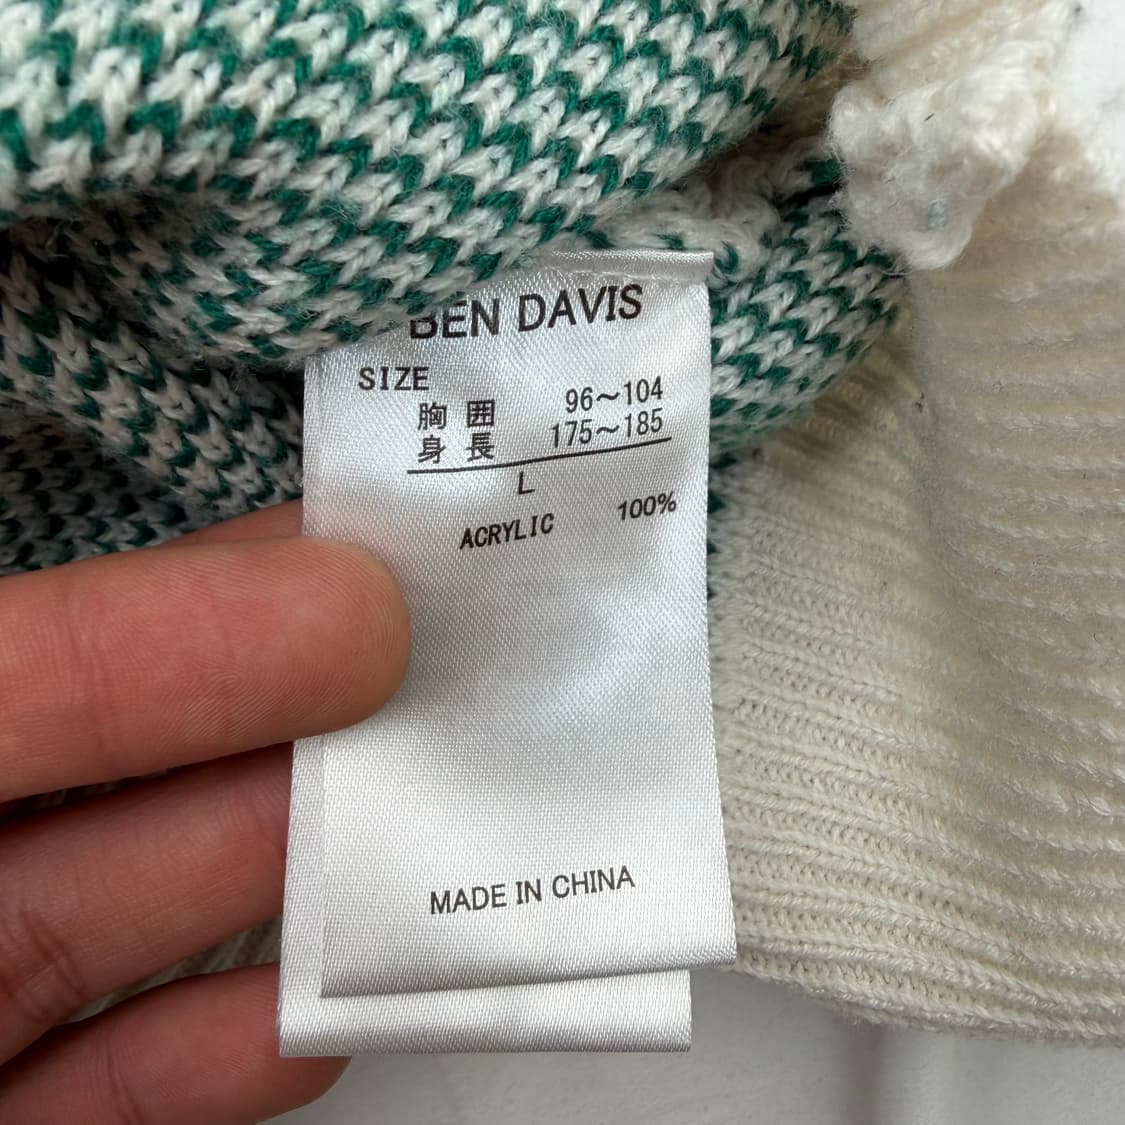 BEN DAVIS
SIZE
胸囲 96～104
身長 175～185
L
ACRYLIC 100%
MADE IN CHINA